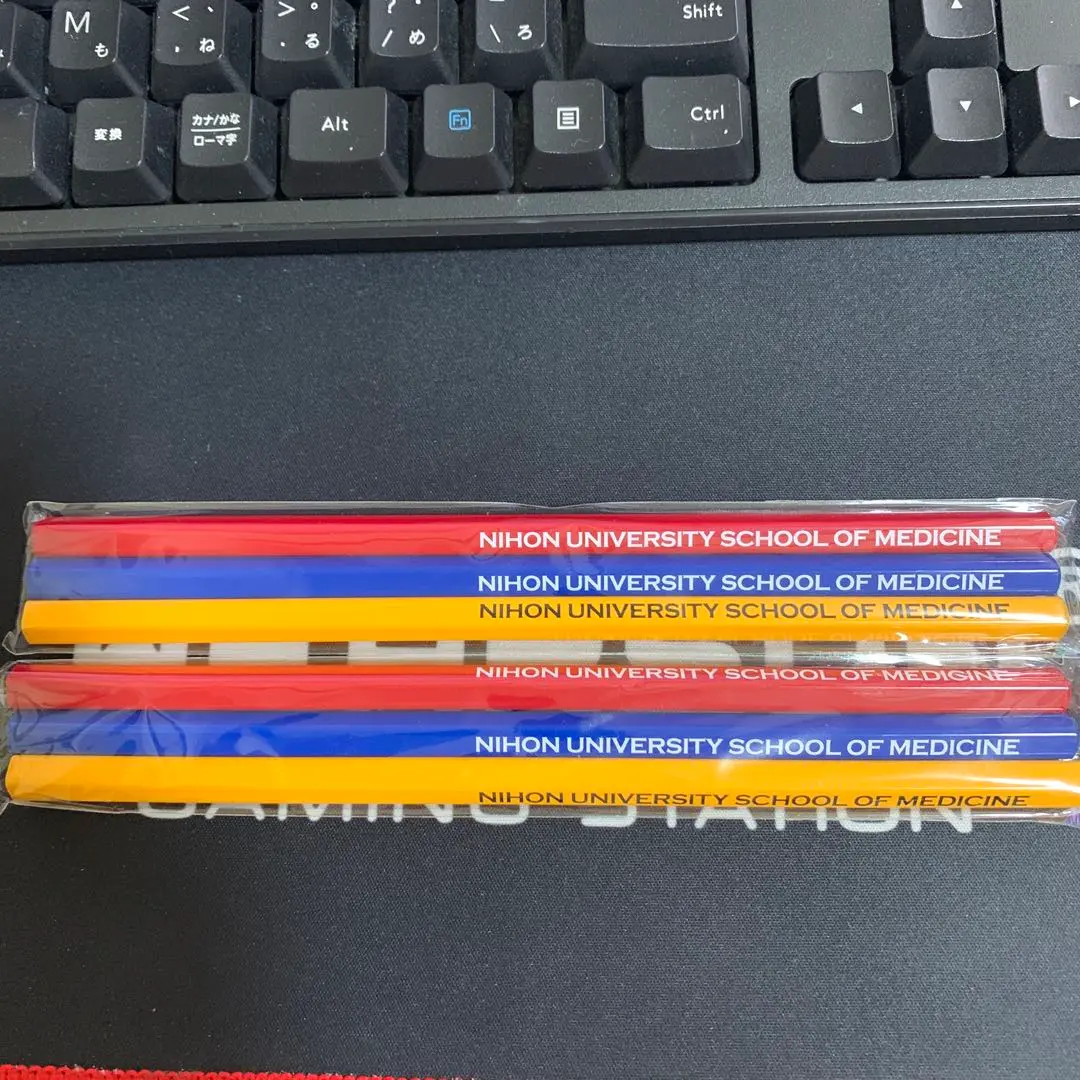 M も
< 、 ね
> 。 る
? ・ / め
\ ろ
Shift
変換
カナ/かな
ローマ字
Alt
Fn
Ctrl
NIHON UNIVERSITY SCHOOL OF MEDICINE
NIHON UNIVERSITY SCHOOL OF MEDICINE
NIHON UNIVERSITY SCHOOL OF MEDICINE
NIHON UNIVERSITY SCHOOL OF MEDICINE
NIHON UNIVERSITY SCHOOL OF MEDICINE
NIHON UNIVERSITY SCHOOL OF MEDICINE
GAMING STATION